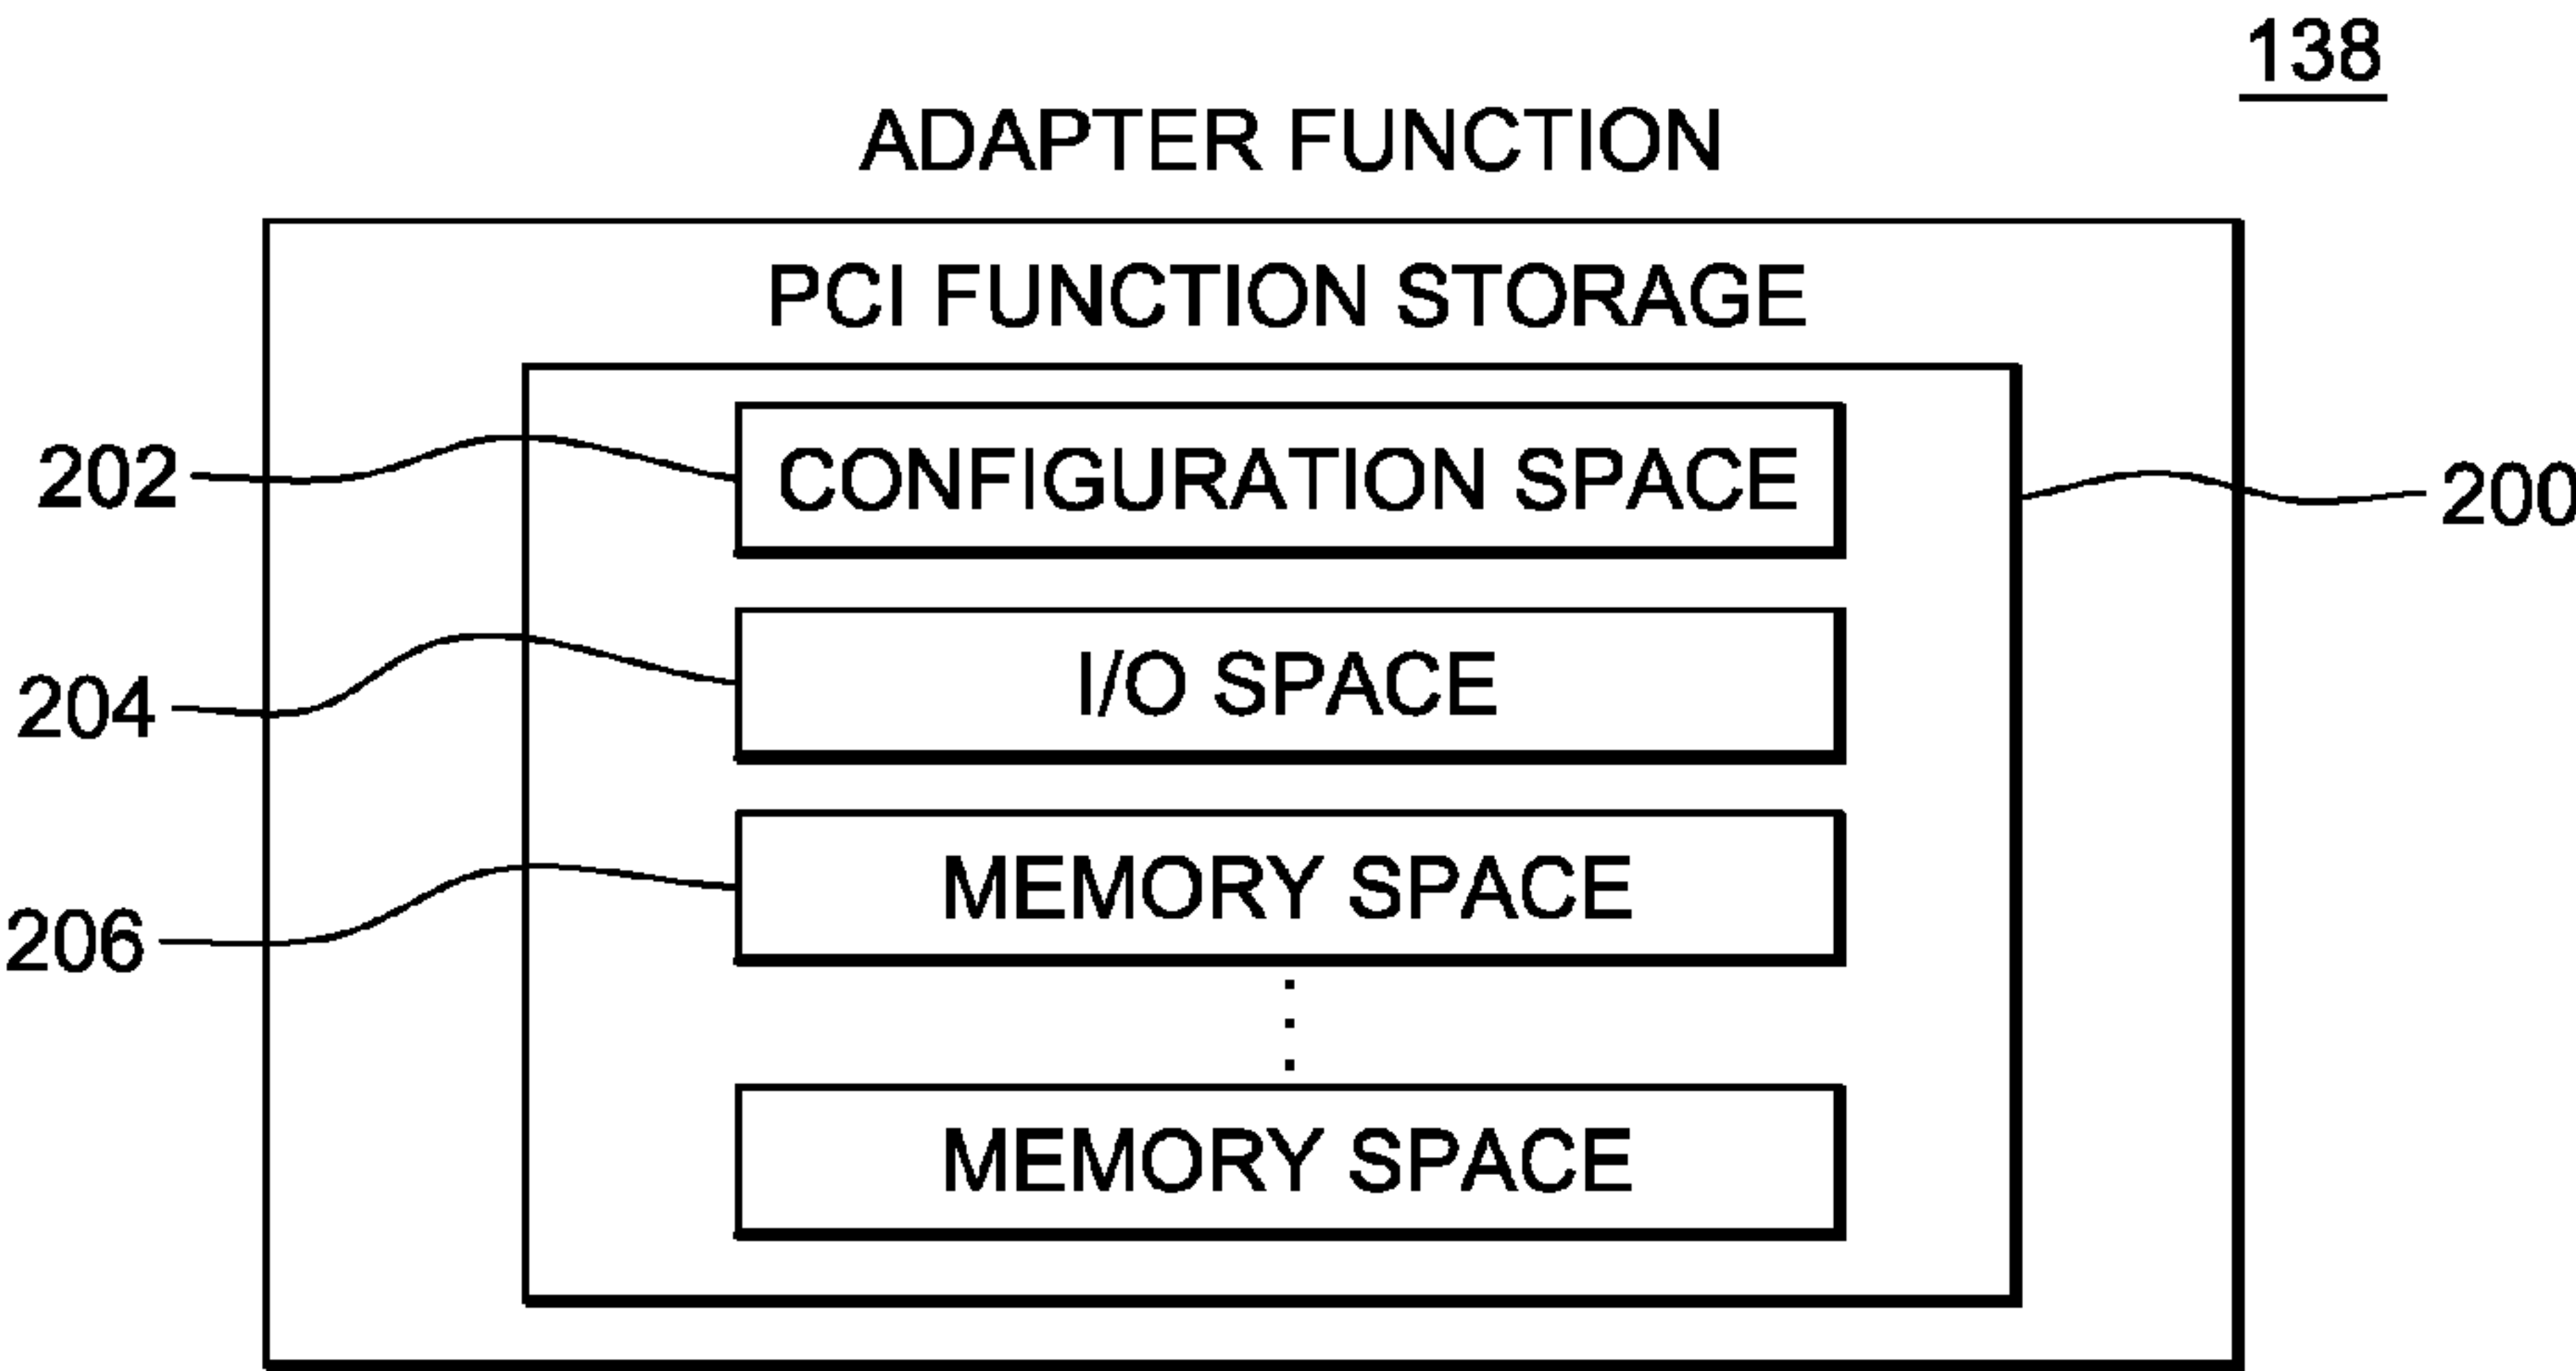 138
ADAPTER FUNCTION
PCI FUNCTION STORAGE
202
CONFIGURATION SPACE
200
204
I/O SPACE
206
MEMORY SPACE
MEMORY SPACE